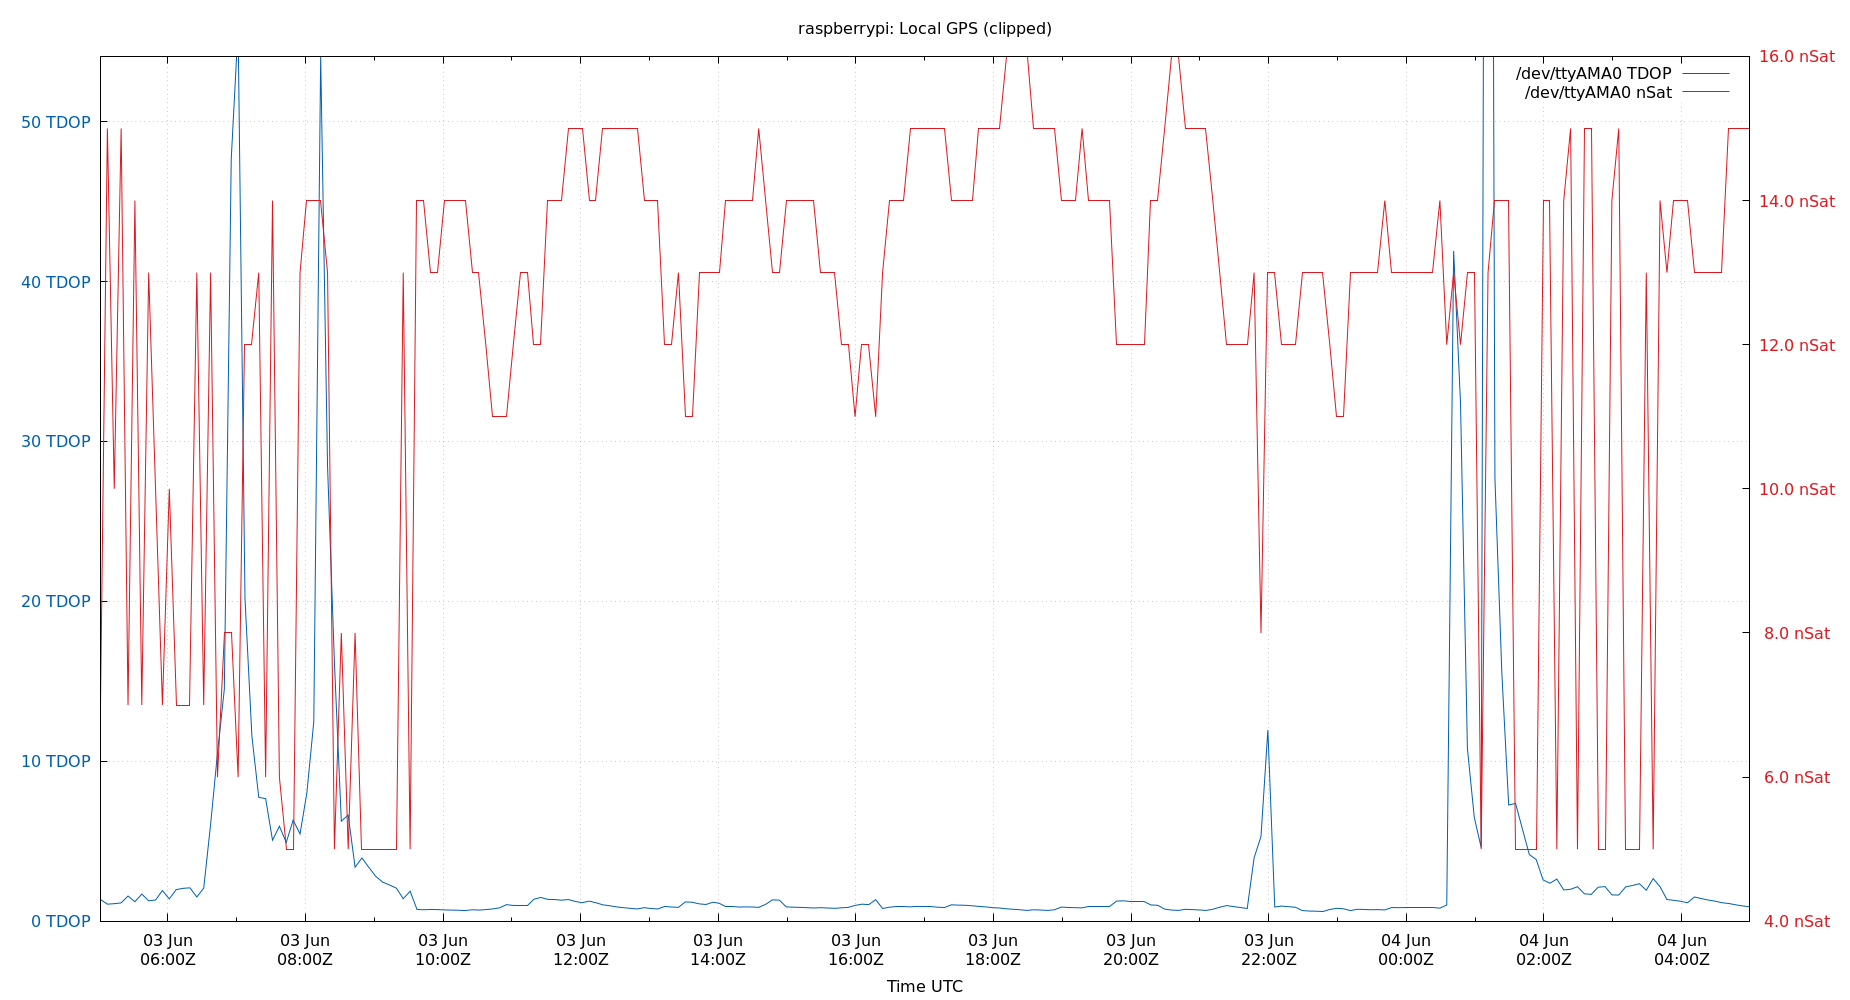 raspberrypi: Local GPS (clipped)
/dev/ttyAMA0 TDOP
/dev/ttyAMA0 nSat
50 TDOP
40 TDOP
30 TDOP
20 TDOP
10 TDOP
0 TDOP
16.0 nSat
14.0 nSat
12.0 nSat
10.0 nSat
8.0 nSat
6.0 nSat
4.0 nSat
03 Jun 03 Jun 03 Jun 03 Jun 03 Jun 03 Jun 03 Jun 03 Jun 03 Jun 04 Jun 04 Jun 04 Jun
06:00Z 08:00Z 10:00Z 12:00Z 14:00Z 16:00Z 18:00Z 20:00Z 22:00Z 00:00Z 02:00Z 04:00Z
Time UTC